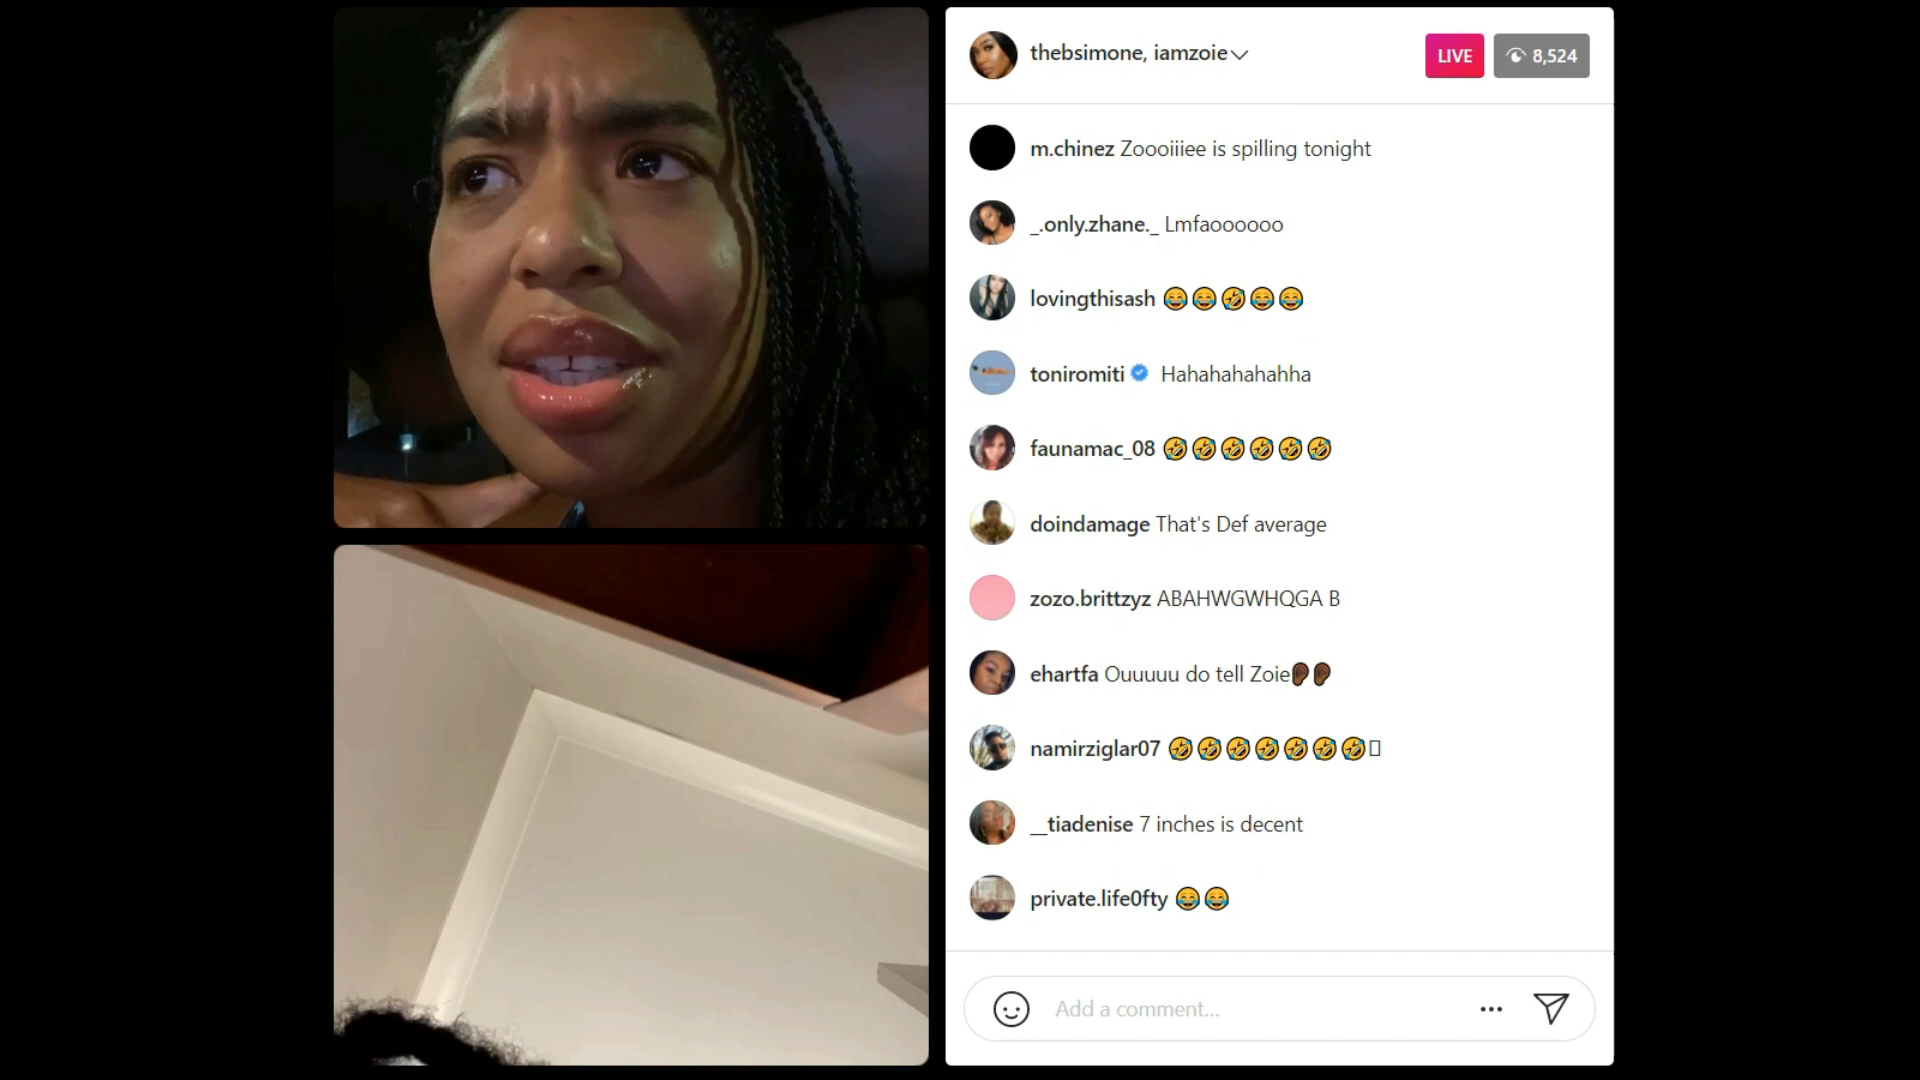 thebsimone, iamzoie
LIVE
8,524
m.chinez Zoooiiiee is spilling tonight
_.only.zhane._ Lmfaoooooo
lovingthisash 😂😂🤣😂😂
toniromiti Hahahahahahha
faunamac_08 🤣🤣🤣🤣🤣🤣
doindamage That's Def average
zozo.brittzyz ABAHWGWHQGA B
ehartfa Ouuuuu do tell Zoie👂🏿👂🏿
namirziglar07 🤣🤣🤣🤣🤣🤣🤣
__tiadenise 7 inches is decent
private.life0fty 😂😂
Add a comment...